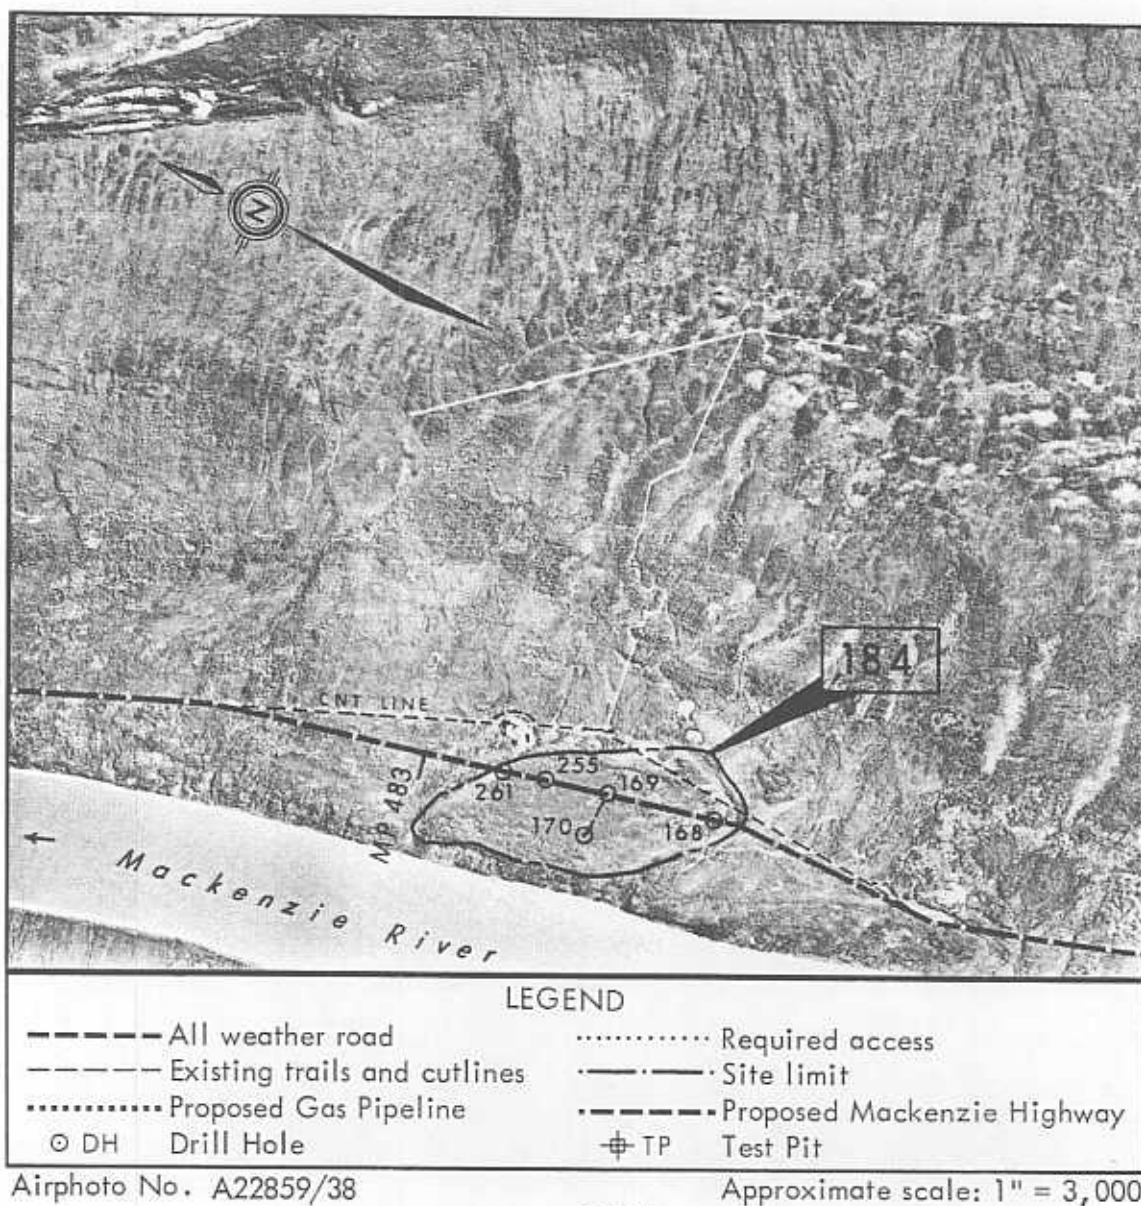 N
184
CNT LINE
255
169
261
MP 483
170
168
Mackenzie River
LEGEND
All weather road
Required access
Existing trails and cutlines
Site limit
Proposed Gas Pipeline
Proposed Mackenzie Highway
DH Drill Hole
TP Test Pit
Airphoto No. A22859/38
Approximate scale: 1" = 3,000